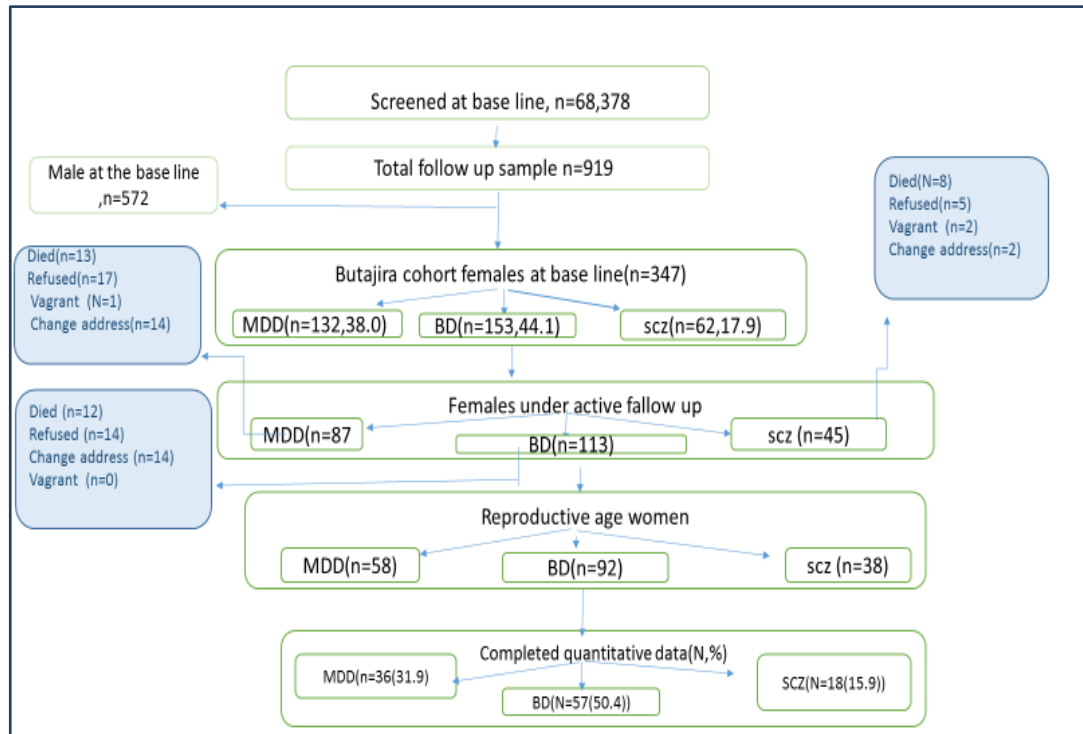 Screened at base line, n=68,378
Total follow up sample n=919
Male at the base line
,n=572
Died(N=8)
Refused(n=5)
Vagrant (n=2)
Change address(n=2)
Died(n=13)
Refused(n=17)
Vagrant (N=1)
Change address(n=14)
Butajira cohort females at base line(n=347)
MDD(n=132,38.0)
BD(n=153,44.1)
scz(n=62,17.9)
Died (n=12)
Refused (n=14)
Change address (n=14)
Vagrant (n=0)
Females under active fallow up
MDD(n=87
BD(n=113)
scz (n=45)
Reproductive age women
MDD(n=58)
BD(n=92)
scz (n=38)
Completed quantitative data(N,%)
MDD(n=36(31.9)
BD(N=57(50.4))
SCZ(N=18(15.9))